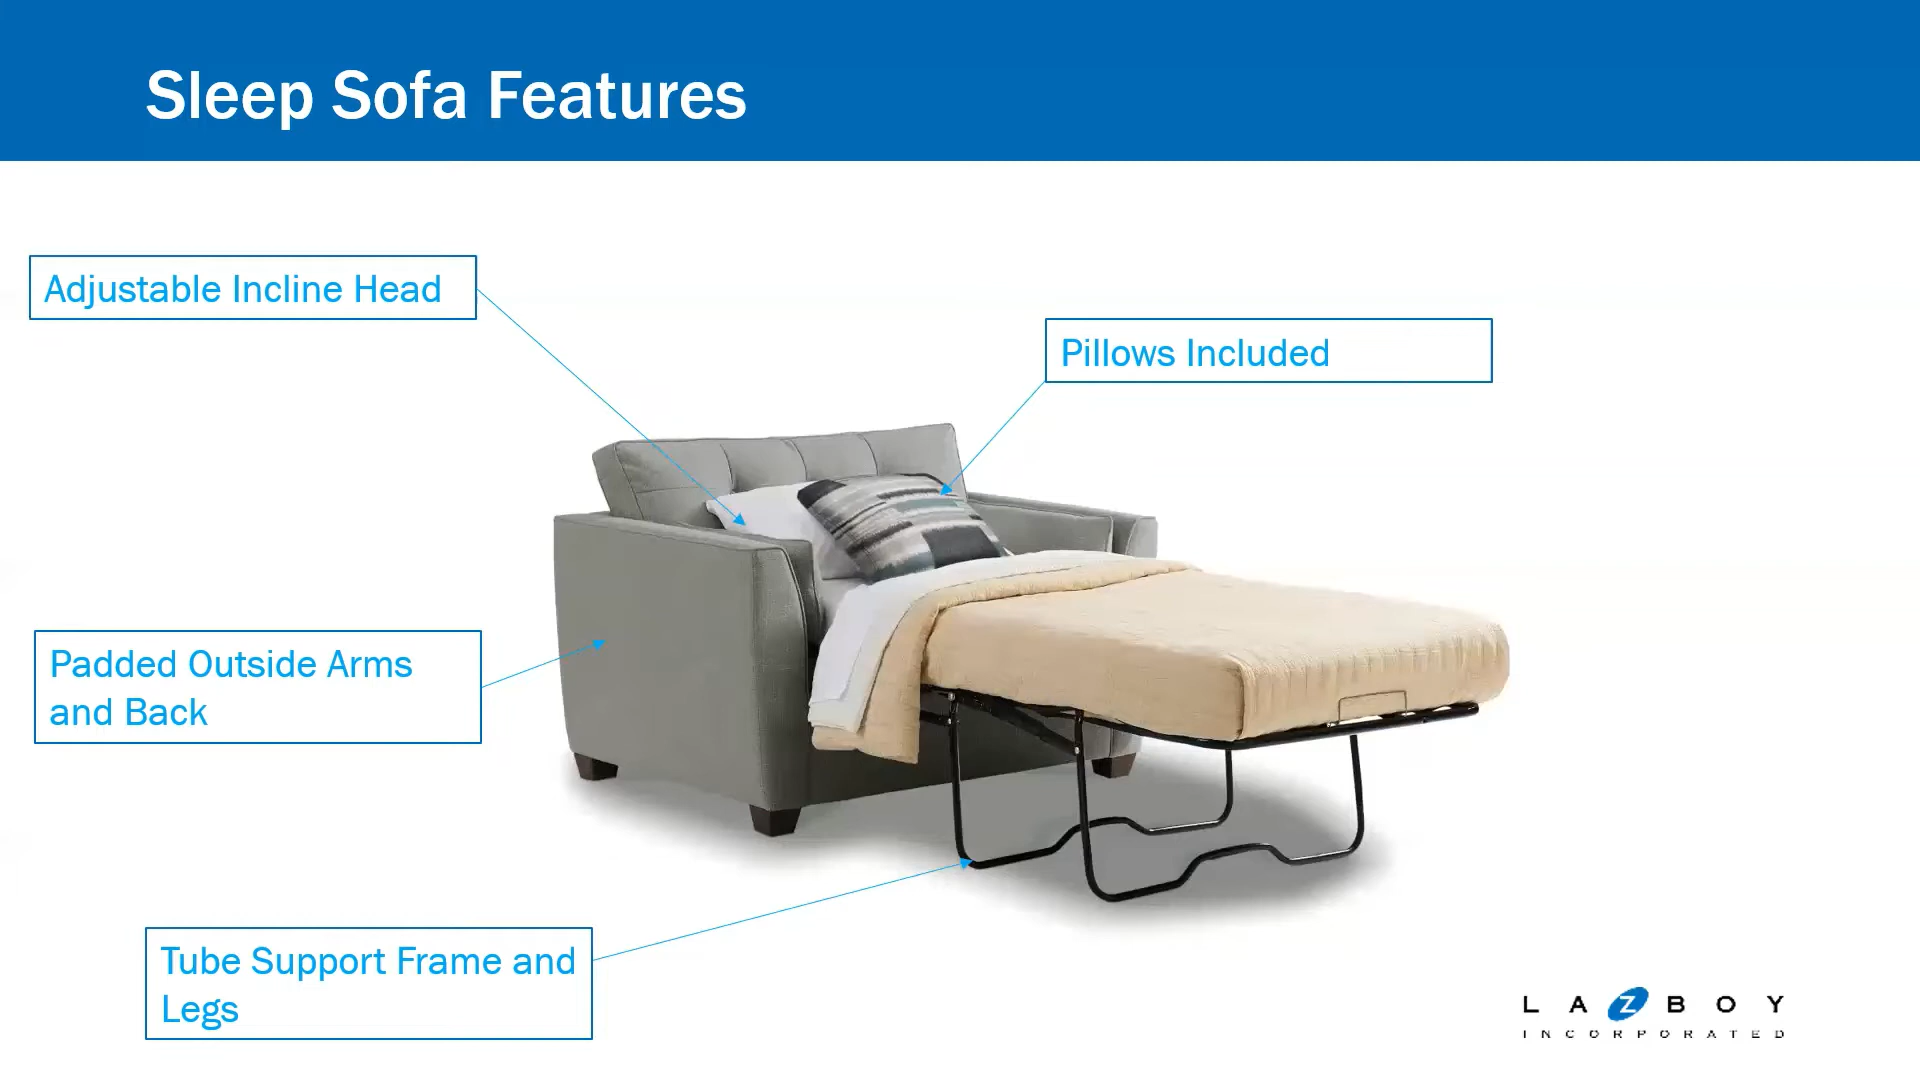 Sleep Sofa Features
Adjustable Incline Head
Pillows Included
Padded Outside Arms
and Back
Tube Support Frame and
Legs
LAZBOY
INCORPORATED